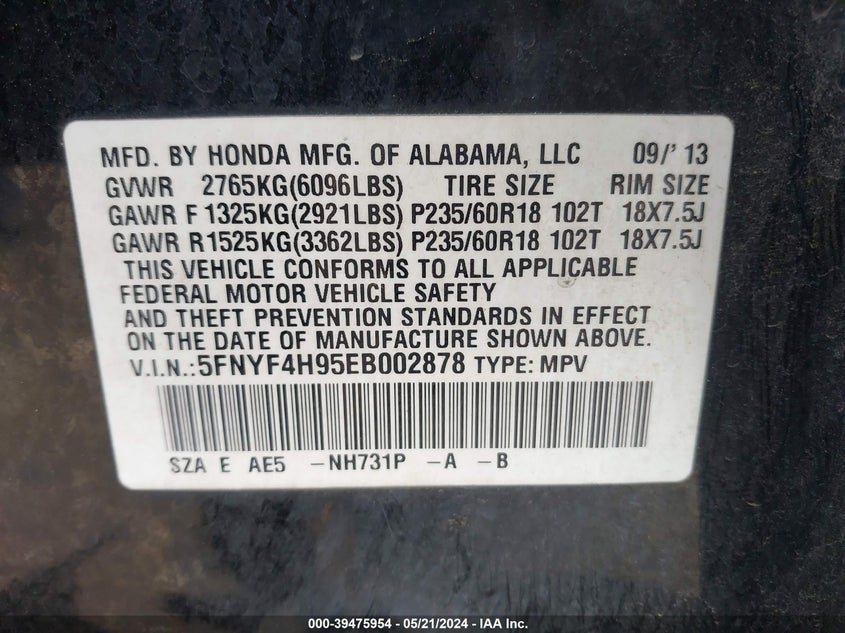 MFD. BY HONDA MFG. OF ALABAMA, LLC 09/'13
GVWR 2765KG(6096LBS) TIRE SIZE RIM SIZE
GAWR F1325KG(2921LBS) P235/60R18 102T 18X7.5J
GAWR R1525KG(3362LBS) P235/60R18 102T 18X7.5J
THIS VEHICLE CONFORMS TO ALL APPLICABLE
FEDERAL MOTOR VEHICLE SAFETY
AND THEFT PREVENTION STANDARDS IN EFFECT
ON THE DATE OF MANUFACTURE SHOWN ABOVE.
V.I.N.:5FNYF4H95EB002878 TYPE: MPV
SZA E AE5 -NH731P -A -B
000-39475954 - 05/21/2024 - IAA Inc.